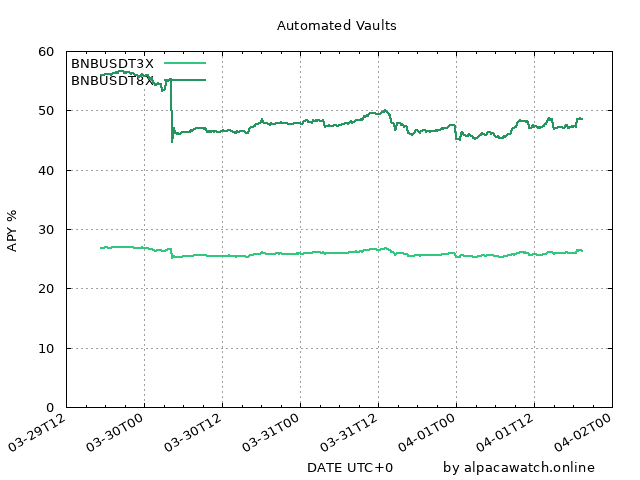 Automated Vaults
BNBUSDT3X
BNBUSDT8X
60
50
40
30
20
10
0
APY %
03-29T12
03-30T00
03-30T12
03-31T00
03-31T12
04-01T00
04-01T12
04-02T00
DATE UTC+0
by alpacawatch.online